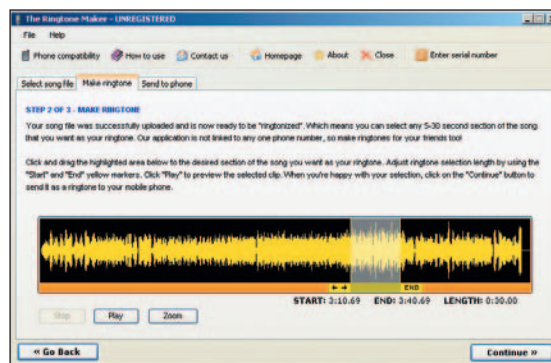 The Ringtone Maker - UNREGISTERED
File Help
Phone compatibility How to use Contact us Homepage About Close Enter serial number
Select song file Make ringtone Send to phone
STEP 2 OF 3 - MAKE RINGTONE
Your song file was successfully uploaded and is now ready to be "ringtonized". Which means you can select any 5-30 second section of the song
that you want as your ringtone. Our application is not linked to any one phone number, so make ringtones for your friends too!
Click and drag the highlighted area below to the desired section of the song you want as your ringtone. Adjust ringtone selection length by using the
"Start" and "End" yellow markers. Click "Play" to preview the selected clip. When you're happy with your selection, click on the "Continue" button to
send it as a ringtone to your mobile phone.
END
START: 3:10.69 END: 3:40.69 LENGTH: 0:30.00
Stop Play Zoom
« Go Back Continue »